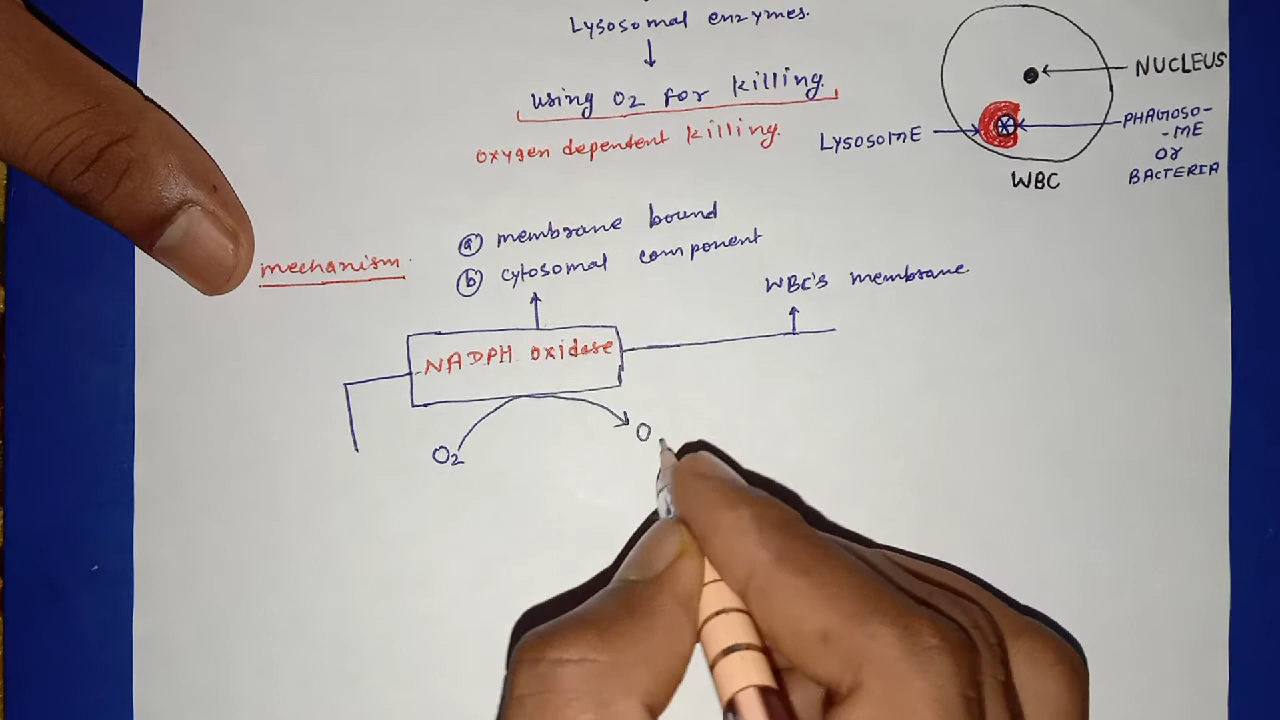 Lysosomal enzymes.
using O2 for killing.
oxygen dependent killing.
NUCLEUS
LYSOSOME
PHAGOSO-
-ME
or
BACTERIA
WBC
mechanism.
(a) membrane bound
(b) cytosomal component
WBC'S membrane.
NADPH oxidase
O2
O